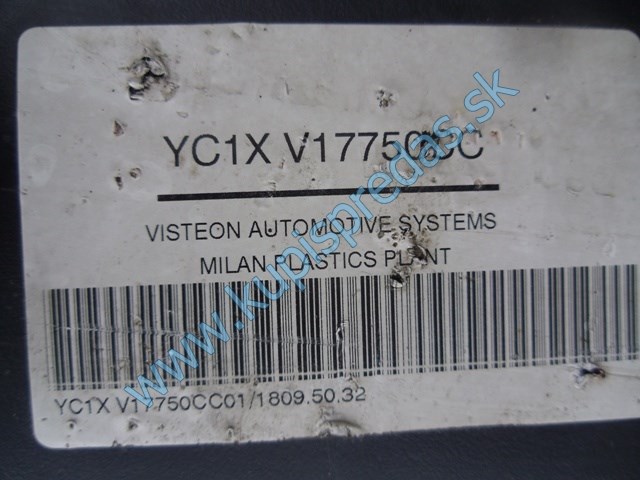 YC1X V17750CC
VISTEON AUTOMOTIVE SYSTEMS
MILAN PLASTICS PLANT
YC1X V17750CC01/1809.50.32
www.kupispredas.sk